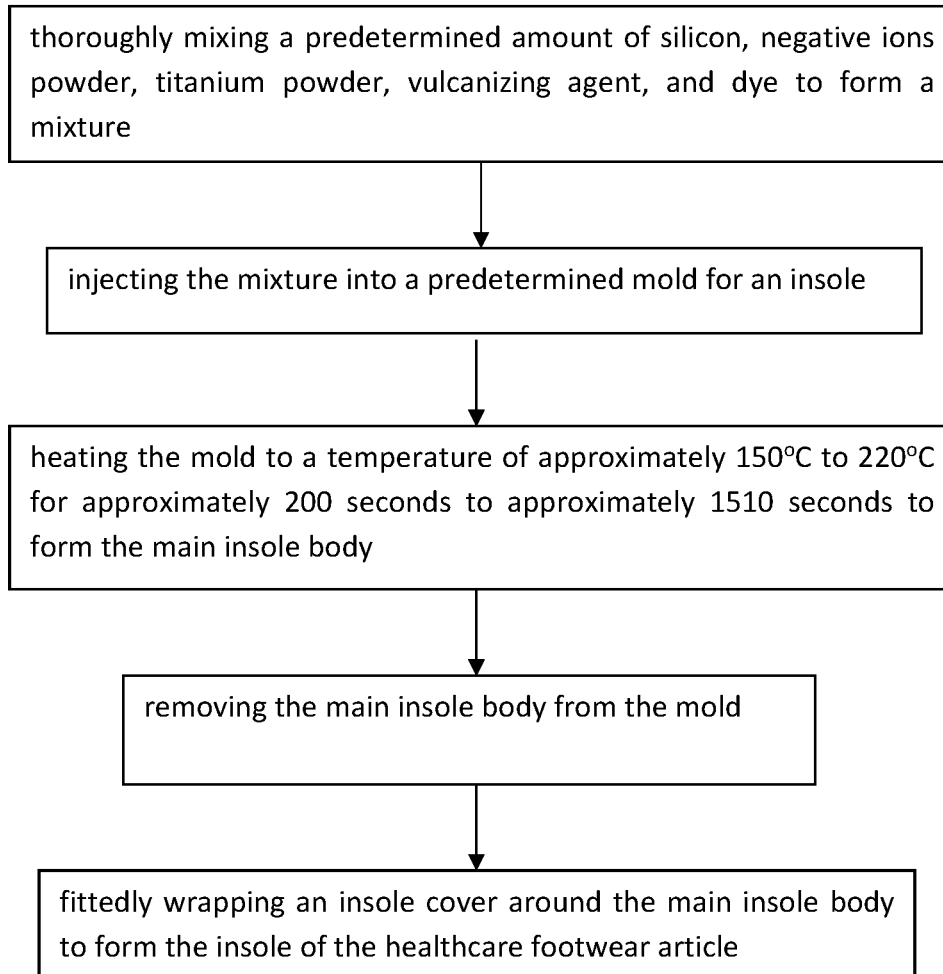 thoroughly mixing a predetermined amount of silicon, negative ions
powder, titanium powder, vulcanizing agent, and dye to form a
mixture
injecting the mixture into a predetermined mold for an insole
heating the mold to a temperature of approximately 150°C to 220°C
for approximately 200 seconds to approximately 1510 seconds to
form the main insole body
removing the main insole body from the mold
fittedly wrapping an insole cover around the main insole body
to form the insole of the healthcare footwear article